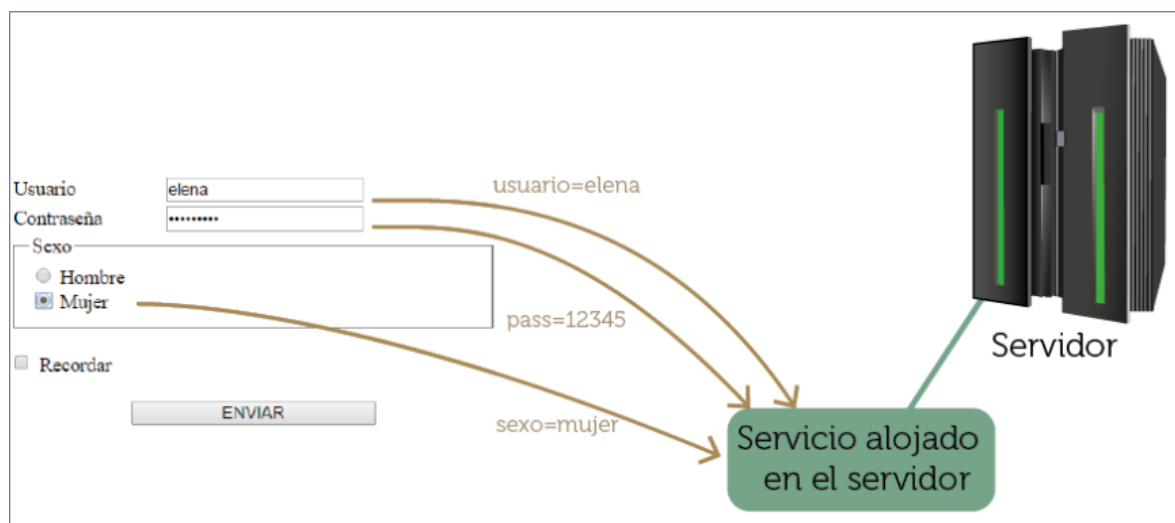 Usuario
elena
usuario=elena
Contraseña
•••••••••
Sexo
Hombre
Mujer
pass=12345
Recordar
ENVIAR
sexo=mujer
Servidor
Servicio alojado
en el servidor